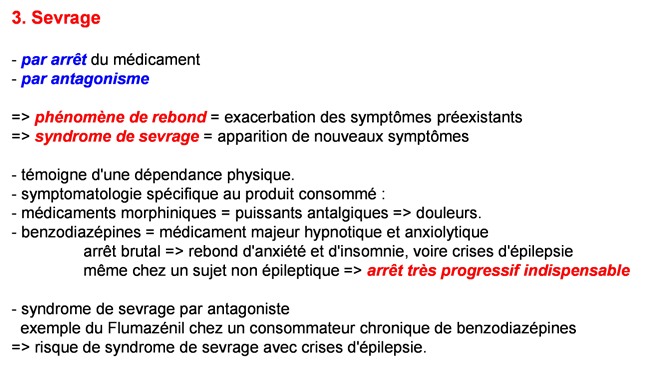 3. Sevrage
- par arrêt du médicament
- par antagonisme
=> phénomène de rebond = exacerbation des symptômes préexistants
=> syndrome de sevrage = apparition de nouveaux symptômes
- témoigne d'une dépendance physique.
- symptomatologie spécifique au produit consommé :
- médicaments morphiniques = puissants antalgiques => douleurs.
- benzodiazépines = médicament majeur hypnotique et anxiolytique
arrêt brutal => rebond d'anxiété et d'insomnie, voire crises d'épilepsie
même chez un sujet non épileptique => arrêt très progressif indispensable
- syndrome de sevrage par antagoniste
exemple du Flumazénil chez un consommateur chronique de benzodiazépines
=> risque de syndrome de sevrage avec crises d'épilepsie.